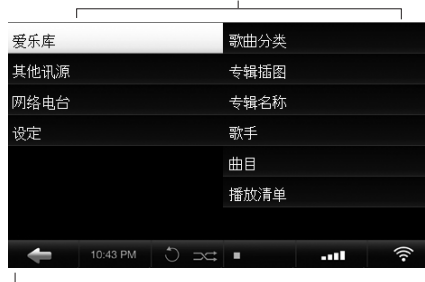 爱乐库
其他讯源
网络电台
设定
歌曲分类
专辑插图
专辑名称
歌手
曲目
播放清单
10:43 PM